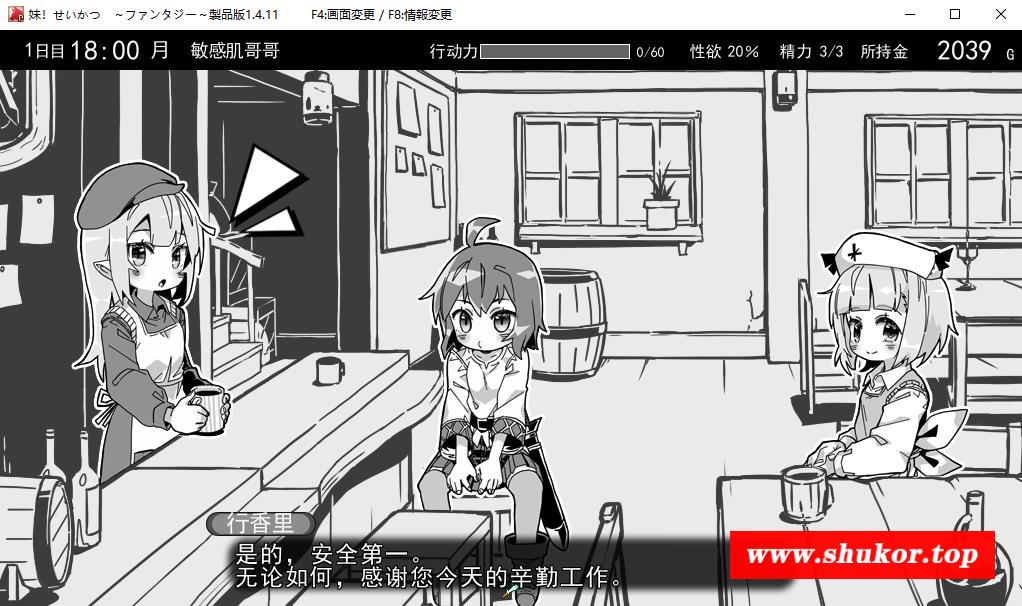 妹！せいかつ　～ファンタジー～製品版1.4.11　　F4:画面変更 / F8:情報変更
1日目 18:00 月　敏感肌哥哥　行动力 0/60　性欲 20%　精力 3/3　所持金　2039 G
行香里
是的，安全第一。
无论如何，感谢您今天的辛勤工作。
www.shukor.top